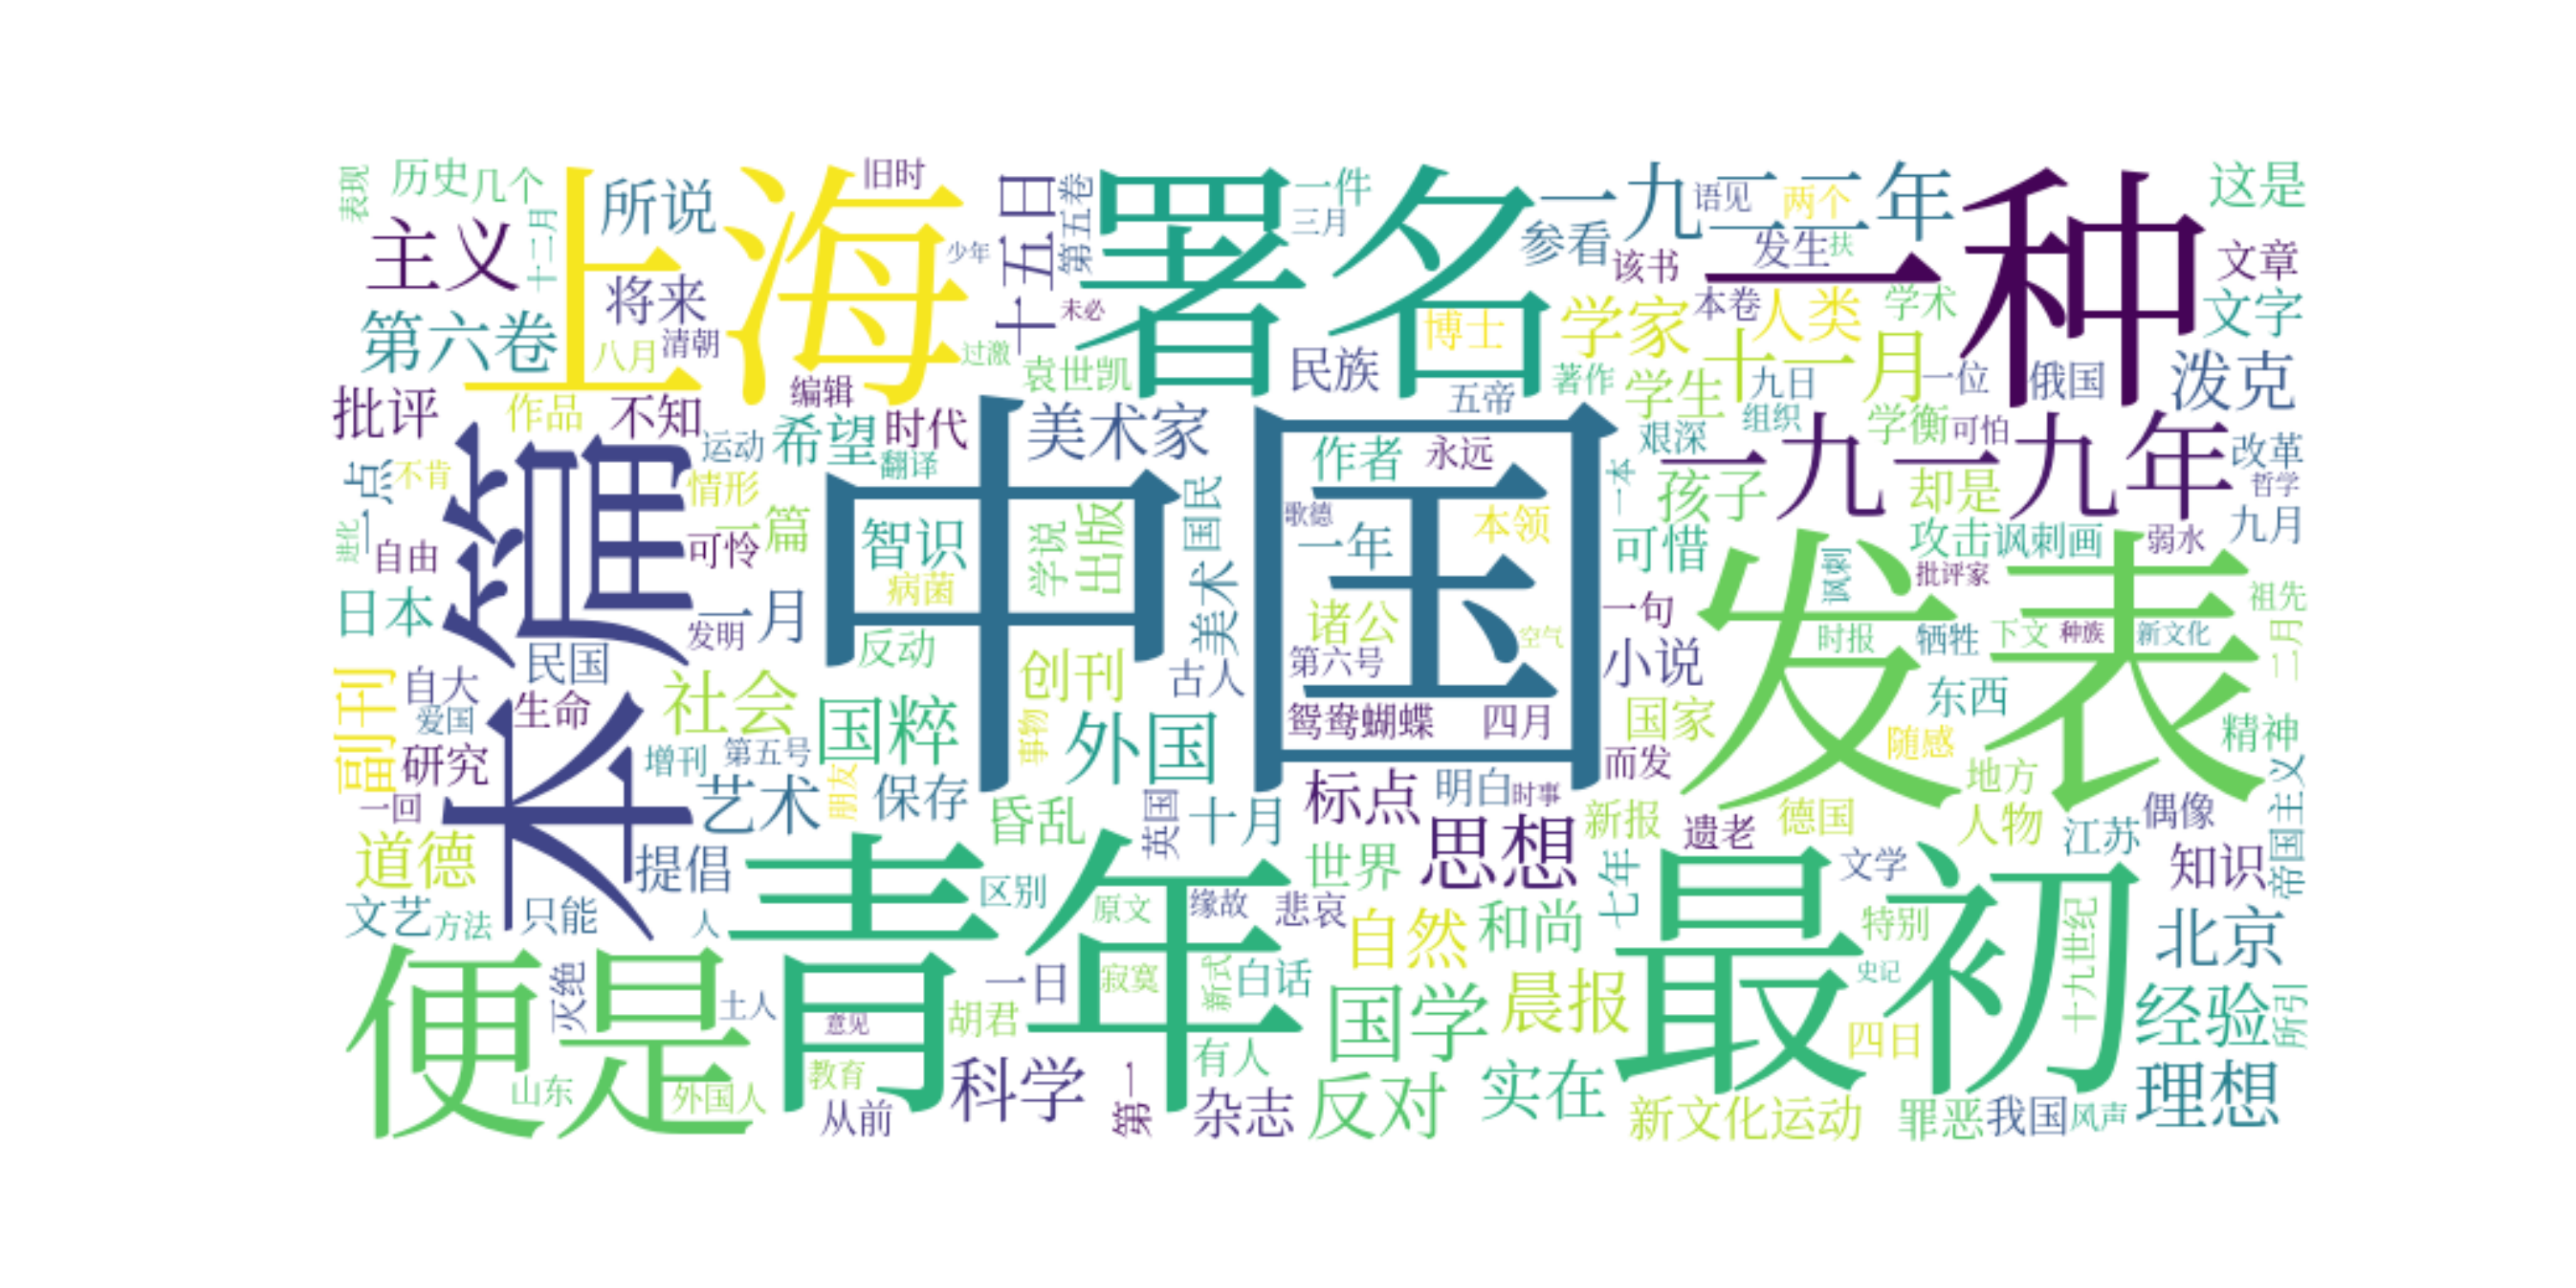 表现
历史
几个
所说
旧时
上海
十五日
第五卷
署名
一件
三月
一九二二年
语见
两个
一种
这是
主义
十二月
将来
少年
参看
发生
扶
该书
文章
第六卷
八月
清朝
过激
未必
袁世凯
民族
博士
学家
本卷
人类
学术
文字
批评
作品
不知
编辑
希望
时代
美术家
五帝
著作
学生
十一月
九日
一位
俄国
泼克
组织
艰深
学衡
可怕
一九一九年
改革
一点
不肯
本道
运动
情形
翻译
中国
作者
永远
一本
孩子
却是
哲学
九月
进化
自由
可怜
一篇
智识
病菌
学说
出版
国民
美术
歌德
一年
本领
可惜
攻击
讽刺画
弱水
讽刺
批评家
发表
祖先
日本
发明
一月
反动
诸公
空气
一句
时报
牺牲
下文
种族
新文化
二月
民国
社会
创刊
古人
第六号
小说
副刊
自大
爱国
生命
国粹
事物
外国
鸳鸯蝴蝶
四月
国家
东西
随感
精神
研究
增刊
第五号
而发
地方
帝国主义
一回
艺术
朋友
保存
昏乱
英国
十月
标点
明白
时事
新报
遗老
德国
人物
江苏
偶像
道德
提倡
青年
世界
思想
七年
最初
文学
知识
文艺
方法
只能
人
区别
原文
缘故
悲哀
自然
和尚
特别
十九世纪
北京
便是
灭绝
土人
意见
一日
寂寞
新式
白话
国学
晨报
史记
四日
经验
所引
山东
外国人
教育
胡君
从前
科学
第一
有人
杂志
反对
实在
新文化运动
罪恶
我国
风声
理想